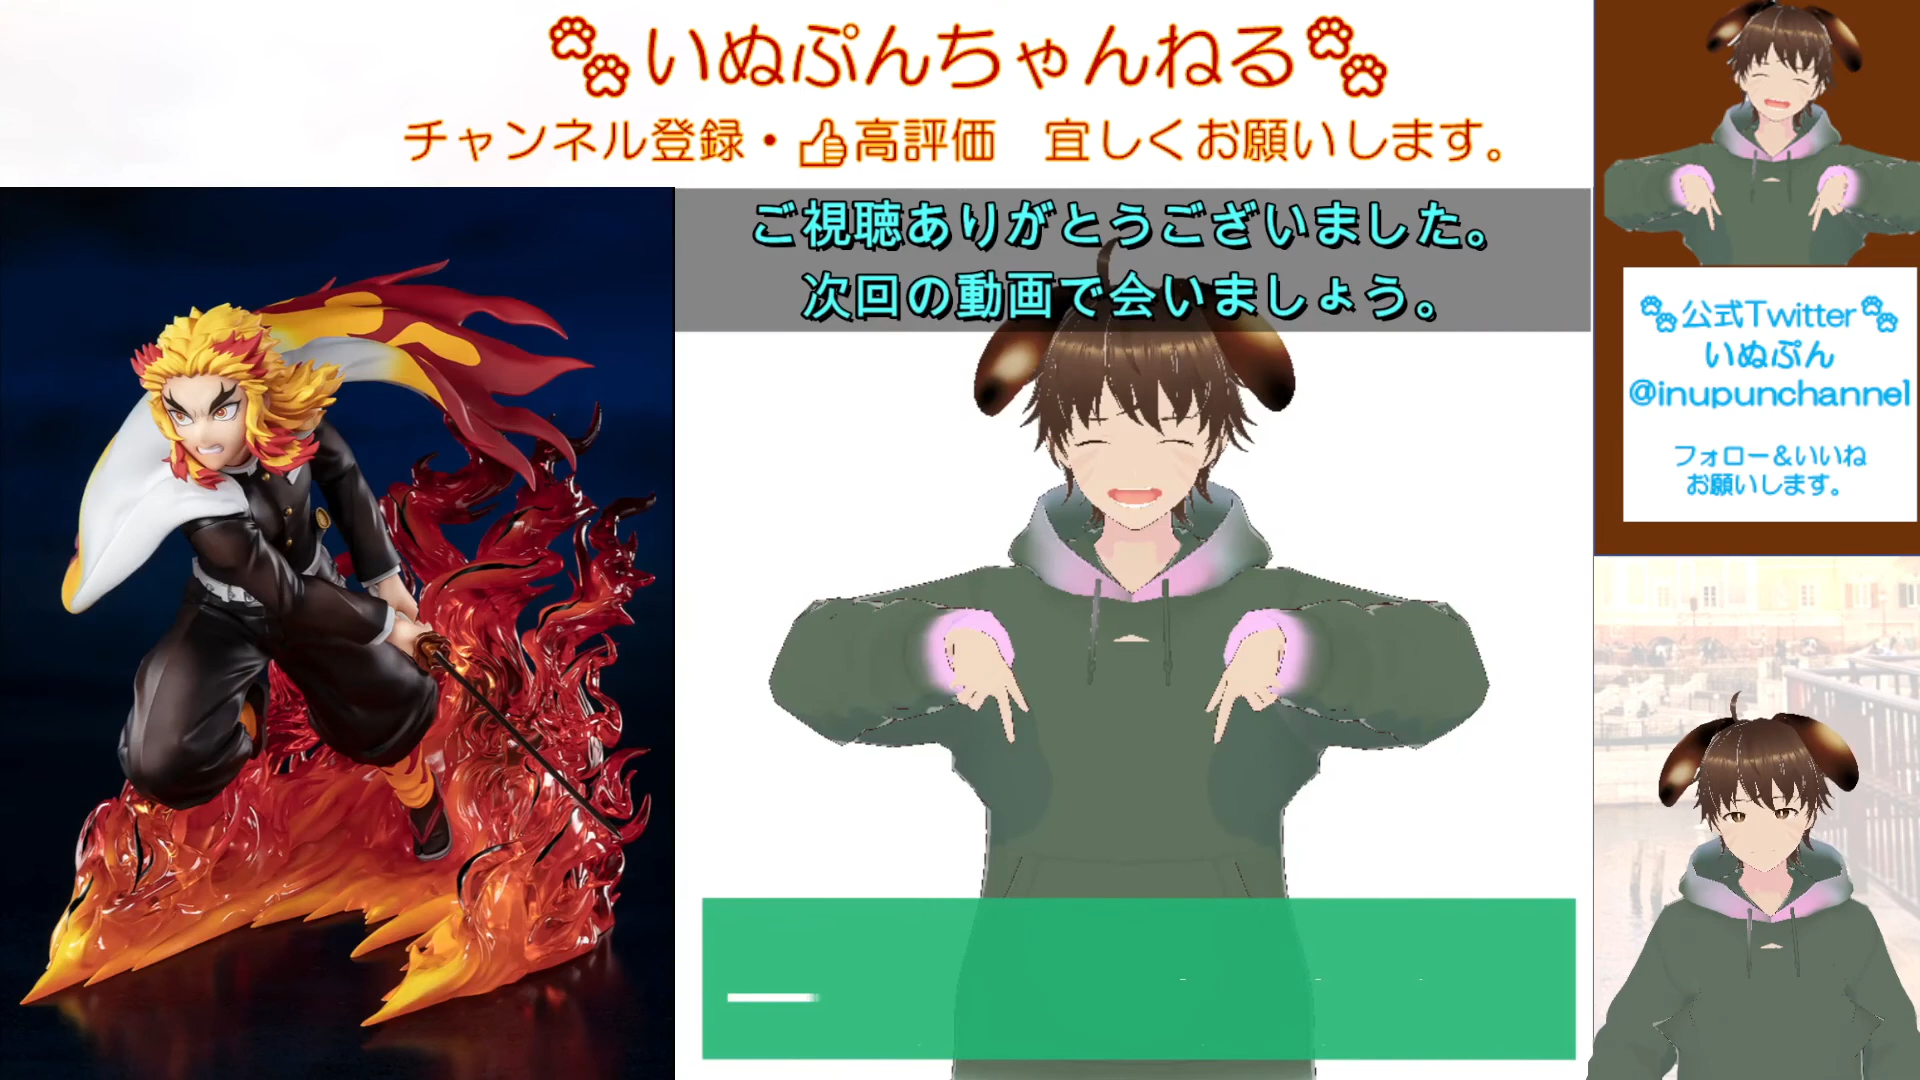 いぬぷんちゃんねる
チャンネル登録・👍高評価　宜しくお願いします。
ご視聴ありがとうございました。
次回の動画で会いましょう。
公式Twitter
いぬぷん
@inupunchannel
フォロー＆いいね
お願いします。